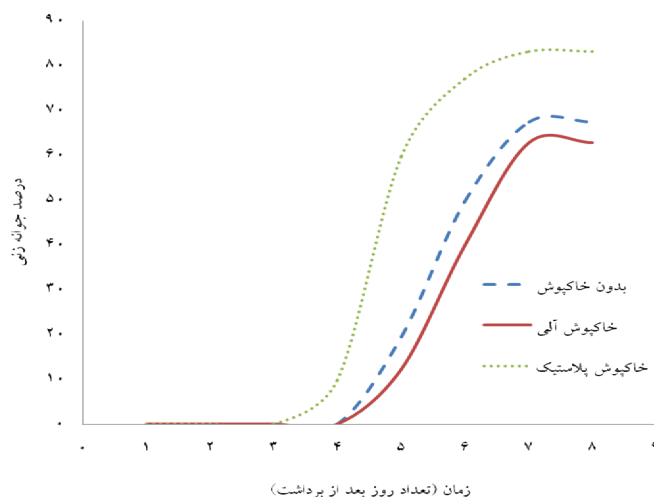 ۹۰
۸۰
۷۰
۶۰
۵۰
۴۰
۳۰
۲۰
۱۰
۰
درصد جوانه زنی
بدون خاکپوش
خاکپوش آلی
خاکپوش پلاستیک
۰ ۱ ۲ ۳ ۴ ۵ ۶ ۷ ۸ ۹
زمان (تعداد روز بعد از برداشت)